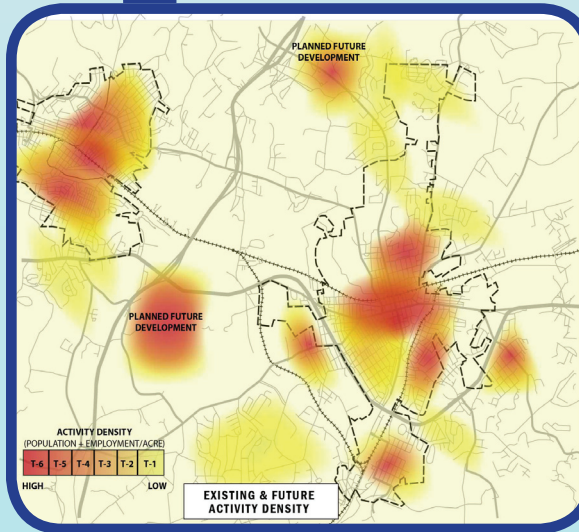 PLANNED FUTURE
DEVELOPMENT
PLANNED FUTURE
DEVELOPMENT
ACTIVITY DENSITY
(POPULATION + EMPLOYMENT/ACRE)
T-6 T-5 T-4 T-3 T-2 T-1
HIGH LOW
EXISTING & FUTURE
ACTIVITY DENSITY